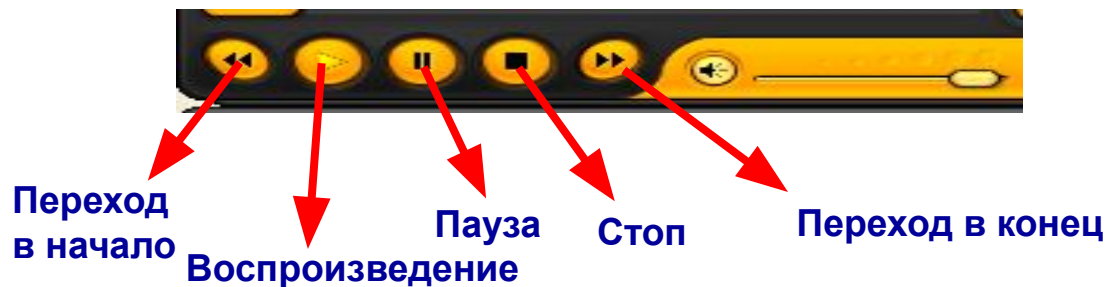 Переход
в начало
Воспроизведение
Пауза
Стоп
Переход в конец